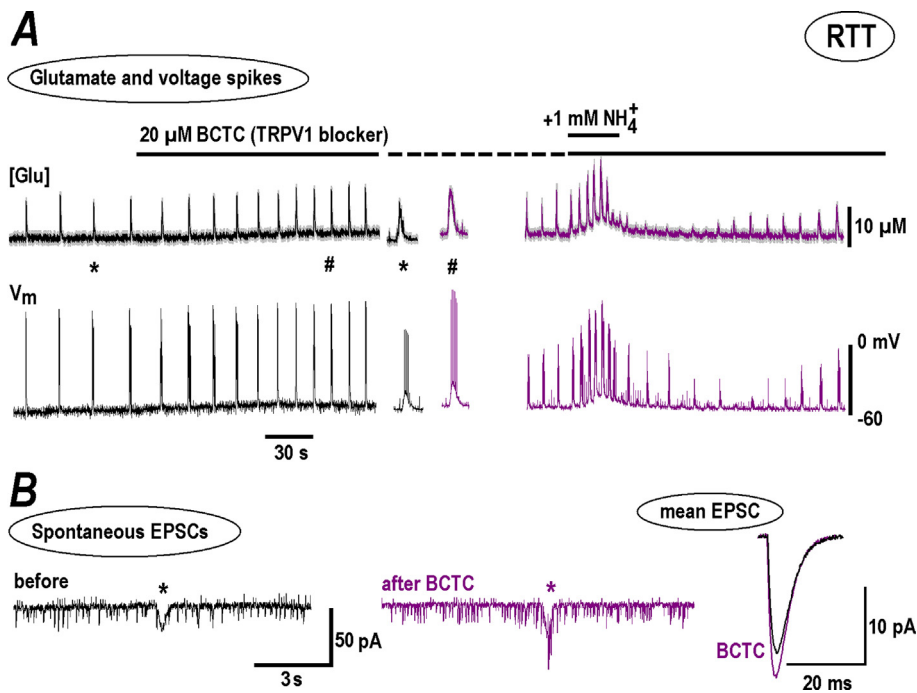 A
RTT
Glutamate and voltage spikes
+1 mM NH4+
20 µM BCTC (TRPV1 blocker)
[Glu]
10 µM
*
#
*
#
Vm
0 mV
-60
30 s
B
Spontaneous EPSCs
mean EPSC
before
*
after BCTC
*
50 pA
10 pA
BCTC
3 s
20 ms